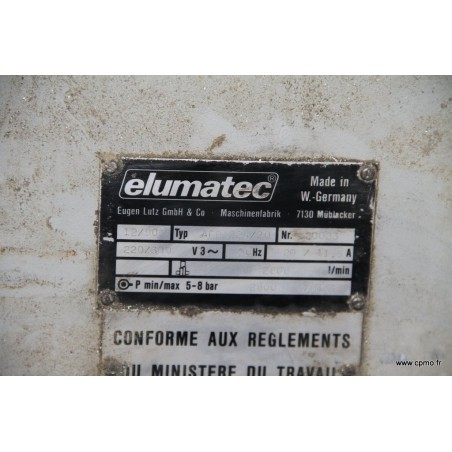 elumatec®
Made in
W.-Germany
Eugen Lutz GmbH & Co · Maschinenfabrik · 7130 Mühlacker
Typ Nr.
V 3~ Hz A
l/min
P min/max 5-8 bar
CONFORME AUX REGLEMENTS
DU MINISTERE DU TRAVAIL
www.cpmo.fr